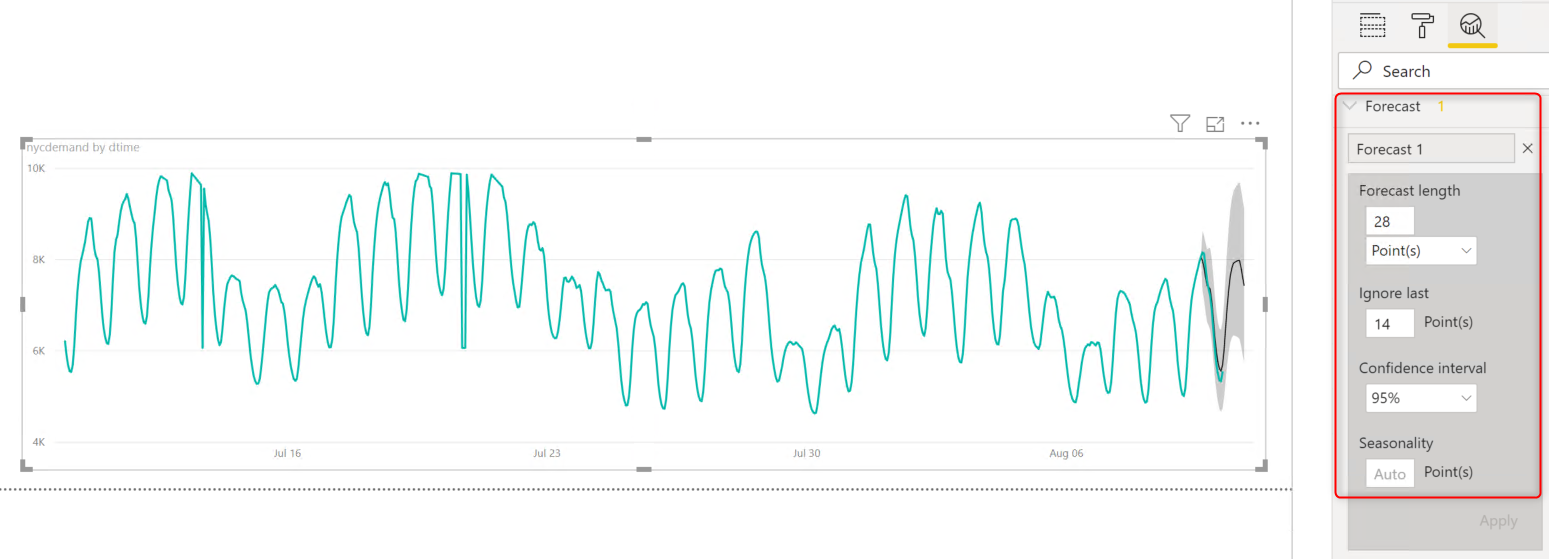 nycdemand by dtime
10K
8K
6K
4K
Jul 16 Jul 23 Jul 30 Aug 06
Search
Forecast 1
Forecast 1
Forecast length
28
Point(s)
Ignore last
14 Point(s)
Confidence interval
95%
Seasonality
Auto Point(s)
Apply